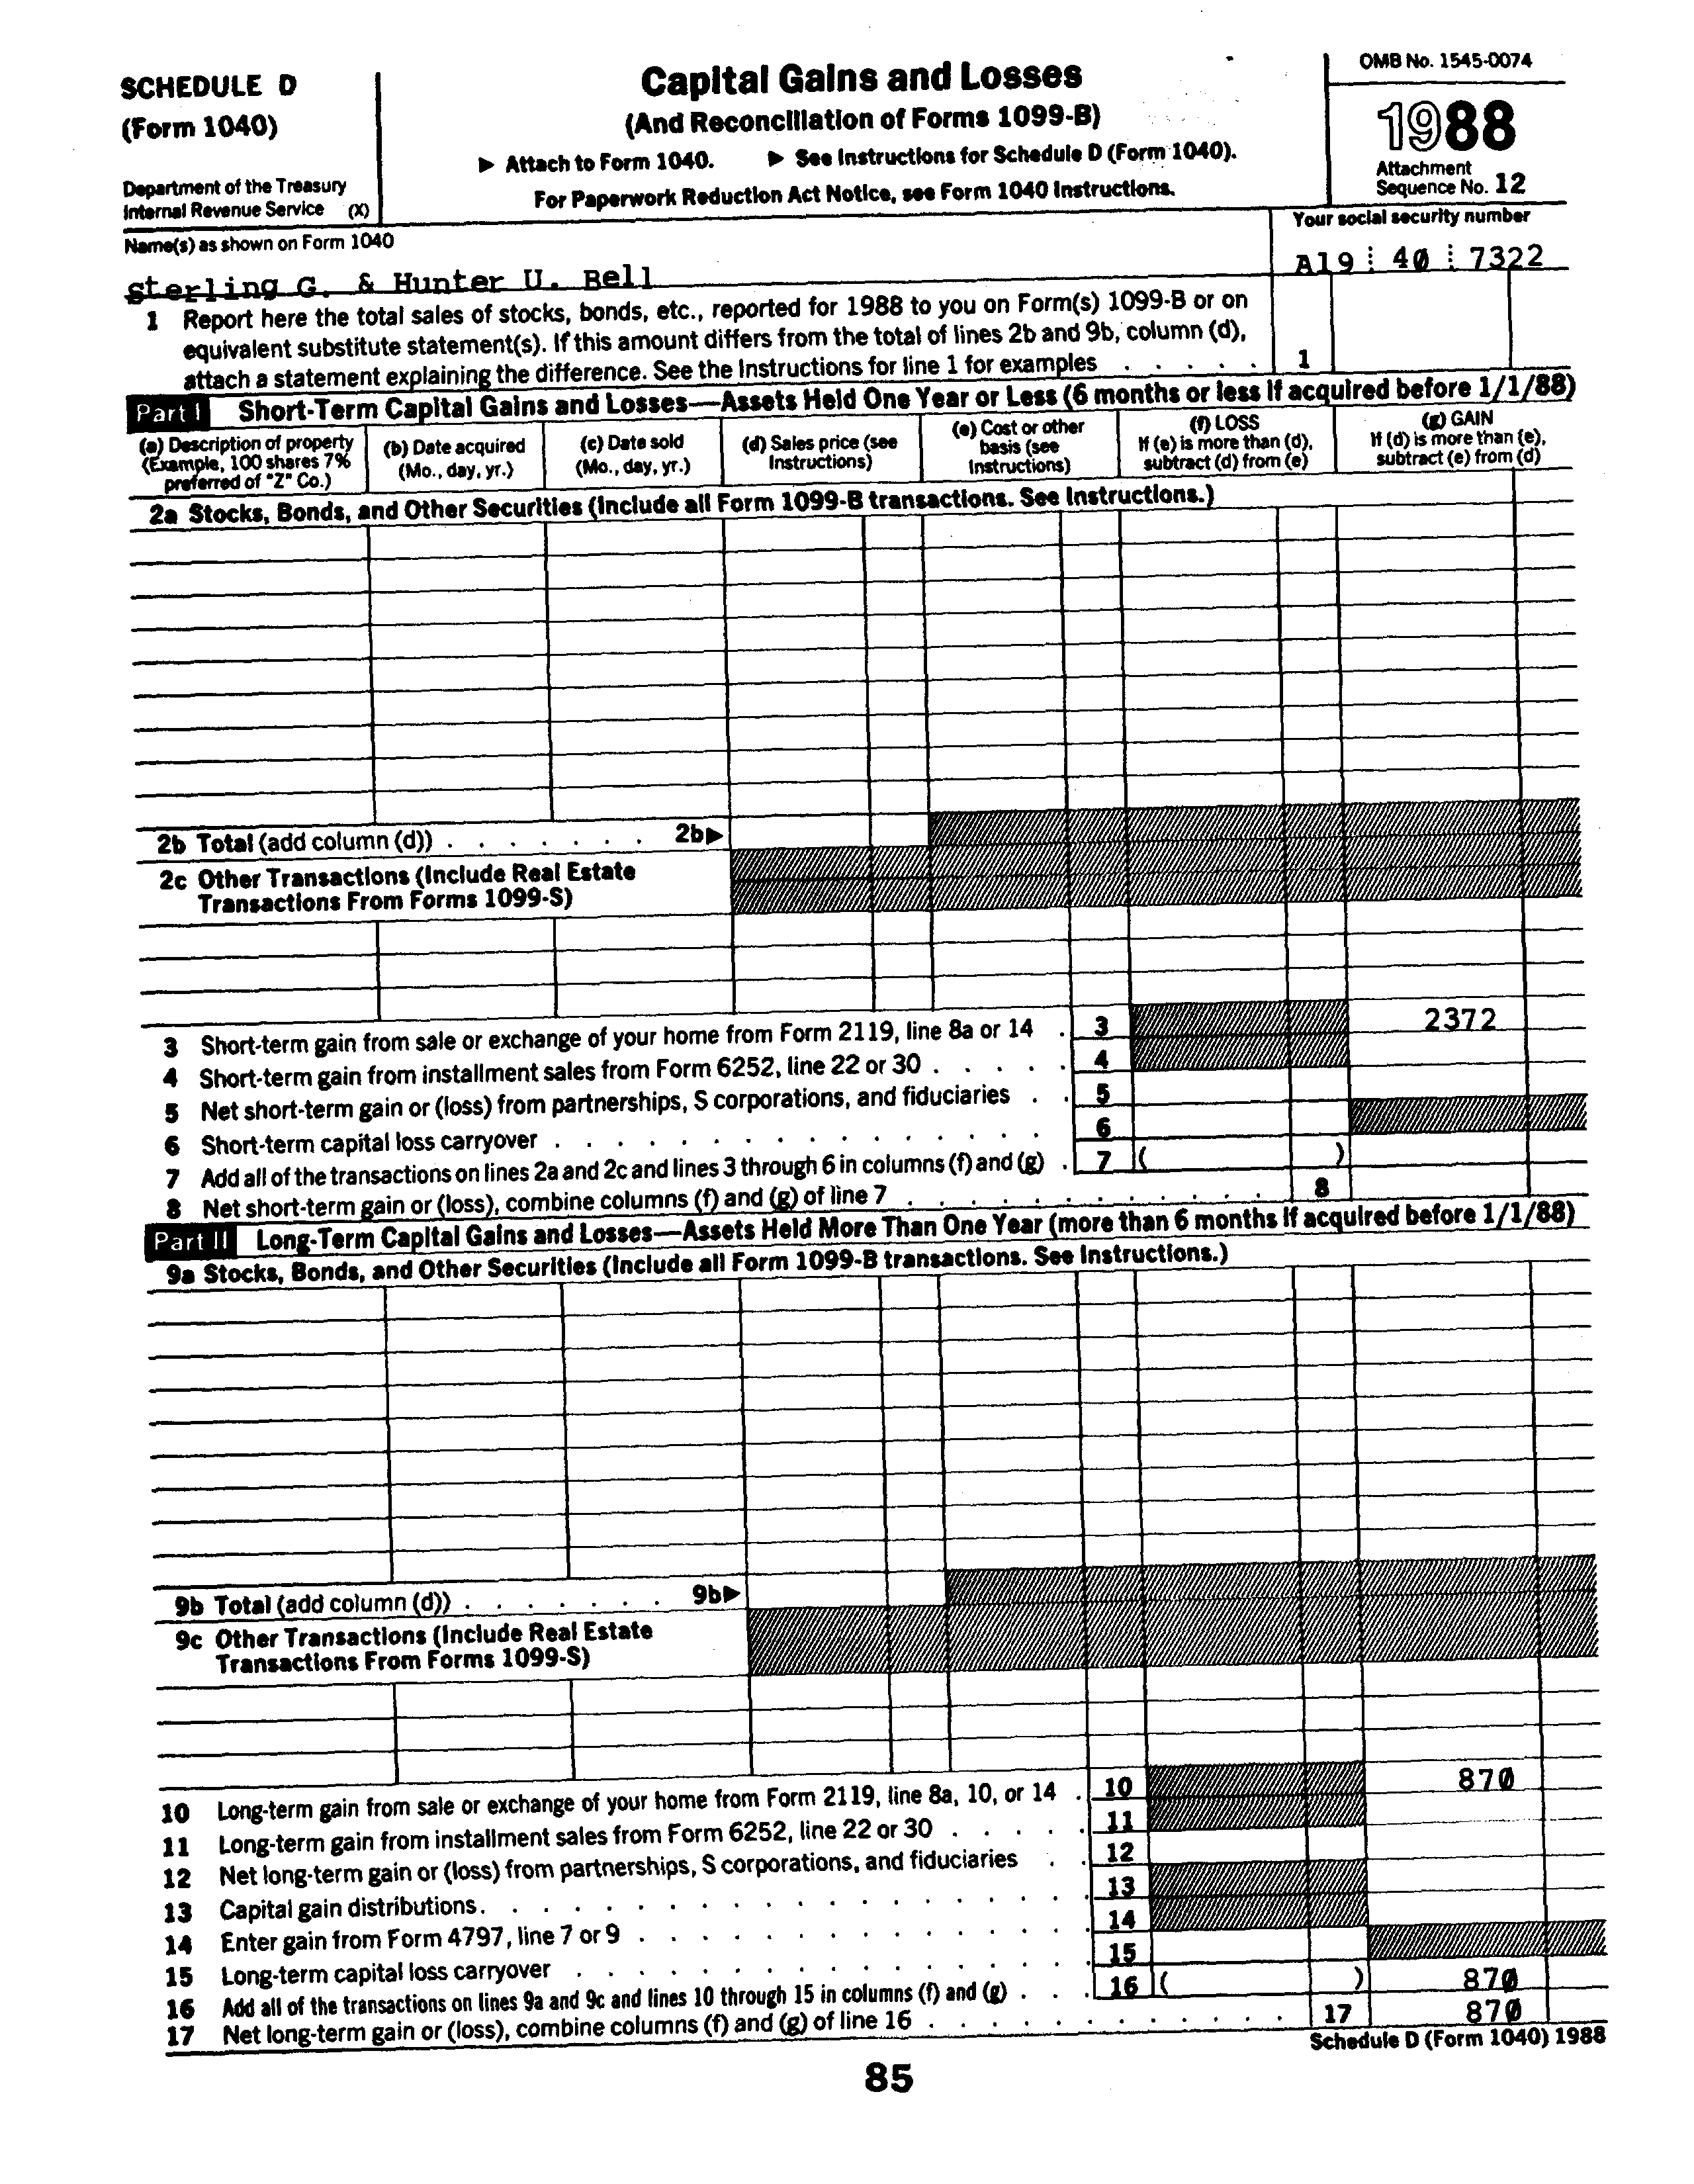 SCHEDULE D
(Form 1040)
Department of the Treasury
Internal Revenue Service (X)
Capital Gains and Losses
(And Reconciliation of Forms 1099-B)
▶ Attach to Form 1040. ▶ See Instructions for Schedule D (Form 1040).
For Paperwork Reduction Act Notice, see Form 1040 Instructions.
OMB No. 1545-0074
1988
Attachment
Sequence No. 12
Name(s) as shown on Form 1040
Your social security number
Sterling G. & Hunter U. Bell
A19 40 7322
1 Report here the total sales of stocks, bonds, etc., reported for 1988 to you on Form(s) 1099-B or on
equivalent substitute statement(s). If this amount differs from the total of lines 2b and 9b, column (d),
attach a statement explaining the difference. See the Instructions for line 1 for examples . . . . . 1
Part I Short-Term Capital Gains and Losses—Assets Held One Year or Less (6 months or less if acquired before 1/1/88)
(a) Description of property
(Example, 100 shares 7%
preferred of "Z" Co.)
(b) Date acquired
(Mo., day, yr.)
(c) Date sold
(Mo., day, yr.)
(d) Sales price (see
Instructions)
(e) Cost or other
basis (see
Instructions)
(f) LOSS
If (e) is more than (d),
subtract (d) from (e)
(g) GAIN
If (d) is more than (e),
subtract (e) from (d)
2a Stocks, Bonds, and Other Securities (Include all Form 1099-B transactions. See Instructions.)
2b Total (add column (d)) . . . . . . . 2b▶
2c Other Transactions (Include Real Estate
Transactions From Forms 1099-S)
3 Short-term gain from sale or exchange of your home from Form 2119, line 8a or 14 . 3 2372
4 Short-term gain from installment sales from Form 6252, line 22 or 30 . . . . . 4
5 Net short-term gain or (loss) from partnerships, S corporations, and fiduciaries . . 5
6 Short-term capital loss carryover . . . . . . . . . . . . . . . . 6
7 Add all of the transactions on lines 2a and 2c and lines 3 through 6 in columns (f) and (g) . 7 ( )
8 Net short-term gain or (loss), combine columns (f) and (g) of line 7 . . . . . . . . . . . . 8
Part II Long-Term Capital Gains and Losses—Assets Held More Than One Year (more than 6 months if acquired before 1/1/88)
9a Stocks, Bonds, and Other Securities (Include all Form 1099-B transactions. See Instructions.)
9b Total (add column (d)) . . . . . . . 9b▶
9c Other Transactions (Include Real Estate
Transactions From Forms 1099-S)
10 Long-term gain from sale or exchange of your home from Form 2119, line 8a, 10, or 14 . 10 870
11 Long-term gain from installment sales from Form 6252, line 22 or 30 . . . . . 11
12 Net long-term gain or (loss) from partnerships, S corporations, and fiduciaries . . 12
13 Capital gain distributions. . . . . . . . . . . . . . . . . . . 13
14 Enter gain from Form 4797, line 7 or 9 . . . . . . . . . . . . . . 14
15 Long-term capital loss carryover . . . . . . . . . . . . . . . . 15
16 Add all of the transactions on lines 9a and 9c and lines 10 through 15 in columns (f) and (g) . . . 16 ( ) 870
17 Net long-term gain or (loss), combine columns (f) and (g) of line 16 . . . . . . . . . . . . 17 870
Schedule D (Form 1040) 1988
85